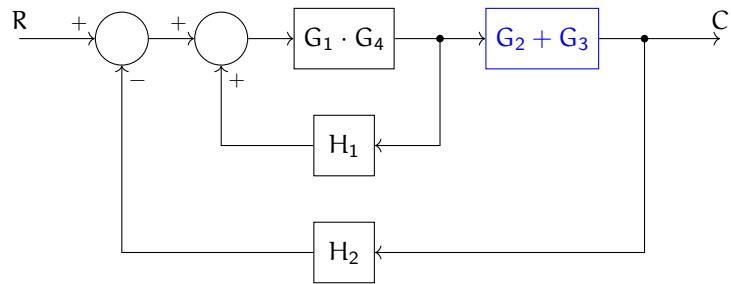 R + + G₁ · G₄ G₂ + G₃ C
− +
H₁
H₂